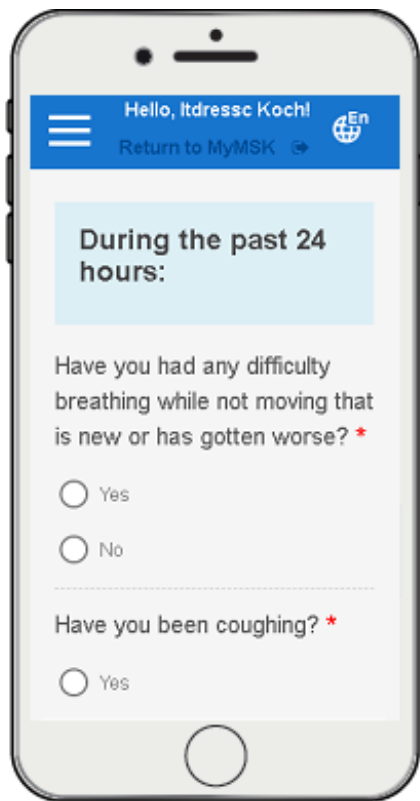 Hello, Itdressc Koch!
En
Return to MyMSK
During the past 24
hours:
Have you had any difficulty
breathing while not moving that
is new or has gotten worse? *
Yes
No
Have you been coughing? *
Yes